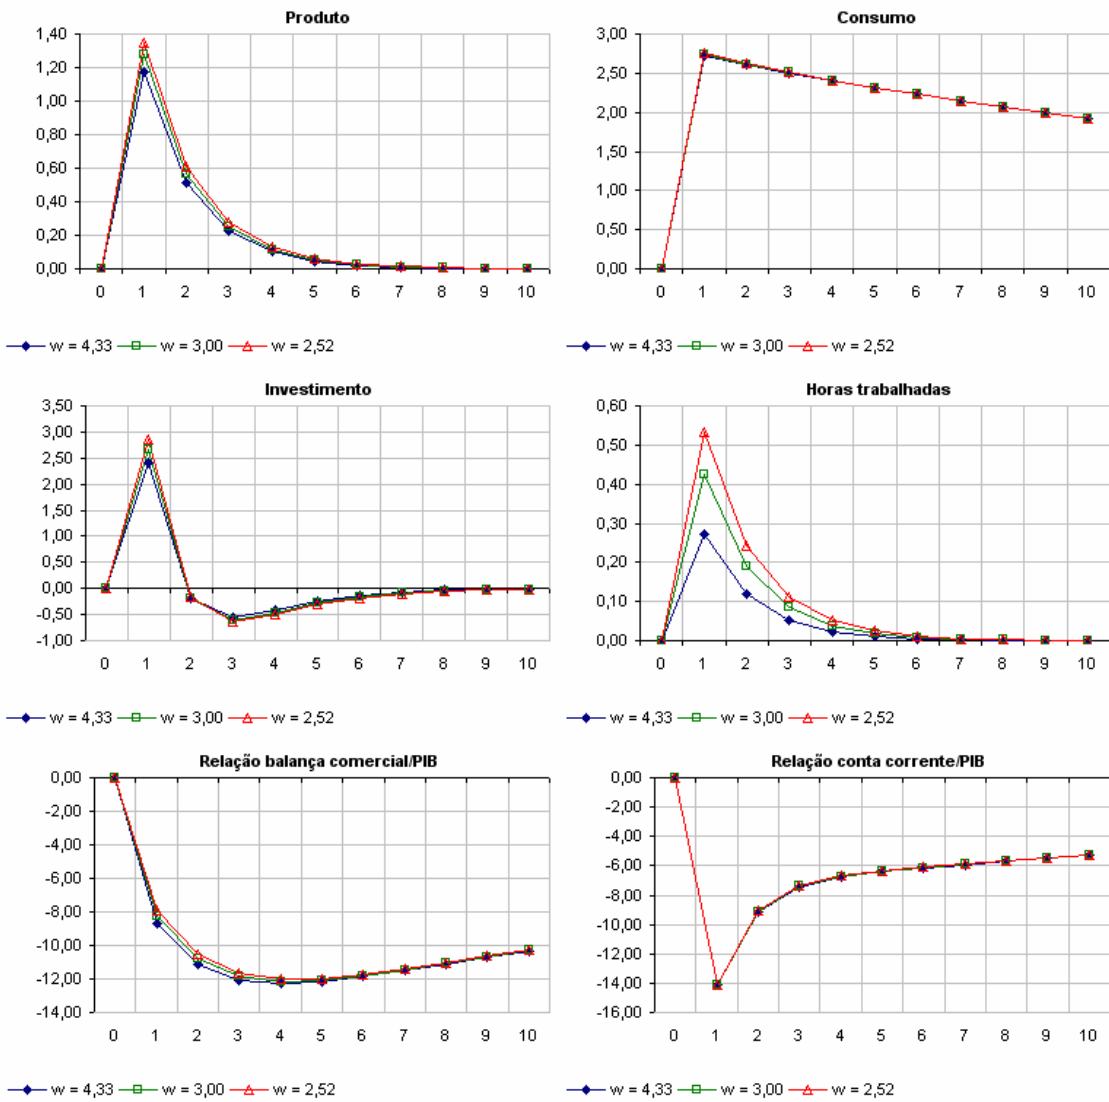 Produto
1,40
1,20
1,00
0,80
0,60
0,40
0,20
0,00
0 1 2 3 4 5 6 7 8 9 10
w = 4,33 w = 3,00 w = 2,52
Consumo
3,00
2,50
2,00
1,50
1,00
0,50
0,00
0 1 2 3 4 5 6 7 8 9 10
w = 4,33 w = 3,00 w = 2,52
Investimento
3,50
3,00
2,50
2,00
1,50
1,00
0,50
0,00
-0,50
-1,00
0 1 2 3 4 5 6 7 8 9 10
w = 4,33 w = 3,00 w = 2,52
Horas trabalhadas
0,60
0,50
0,40
0,30
0,20
0,10
0,00
0 1 2 3 4 5 6 7 8 9 10
w = 4,33 w = 3,00 w = 2,52
Relação balança comercial/PIB
0,00
-2,00
-4,00
-6,00
-8,00
-10,00
-12,00
-14,00
0 1 2 3 4 5 6 7 8 9 10
w = 4,33 w = 3,00 w = 2,52
Relação conta corrente/PIB
0,00
-2,00
-4,00
-6,00
-8,00
-10,00
-12,00
-14,00
-16,00
0 1 2 3 4 5 6 7 8 9 10
w = 4,33 w = 3,00 w = 2,52